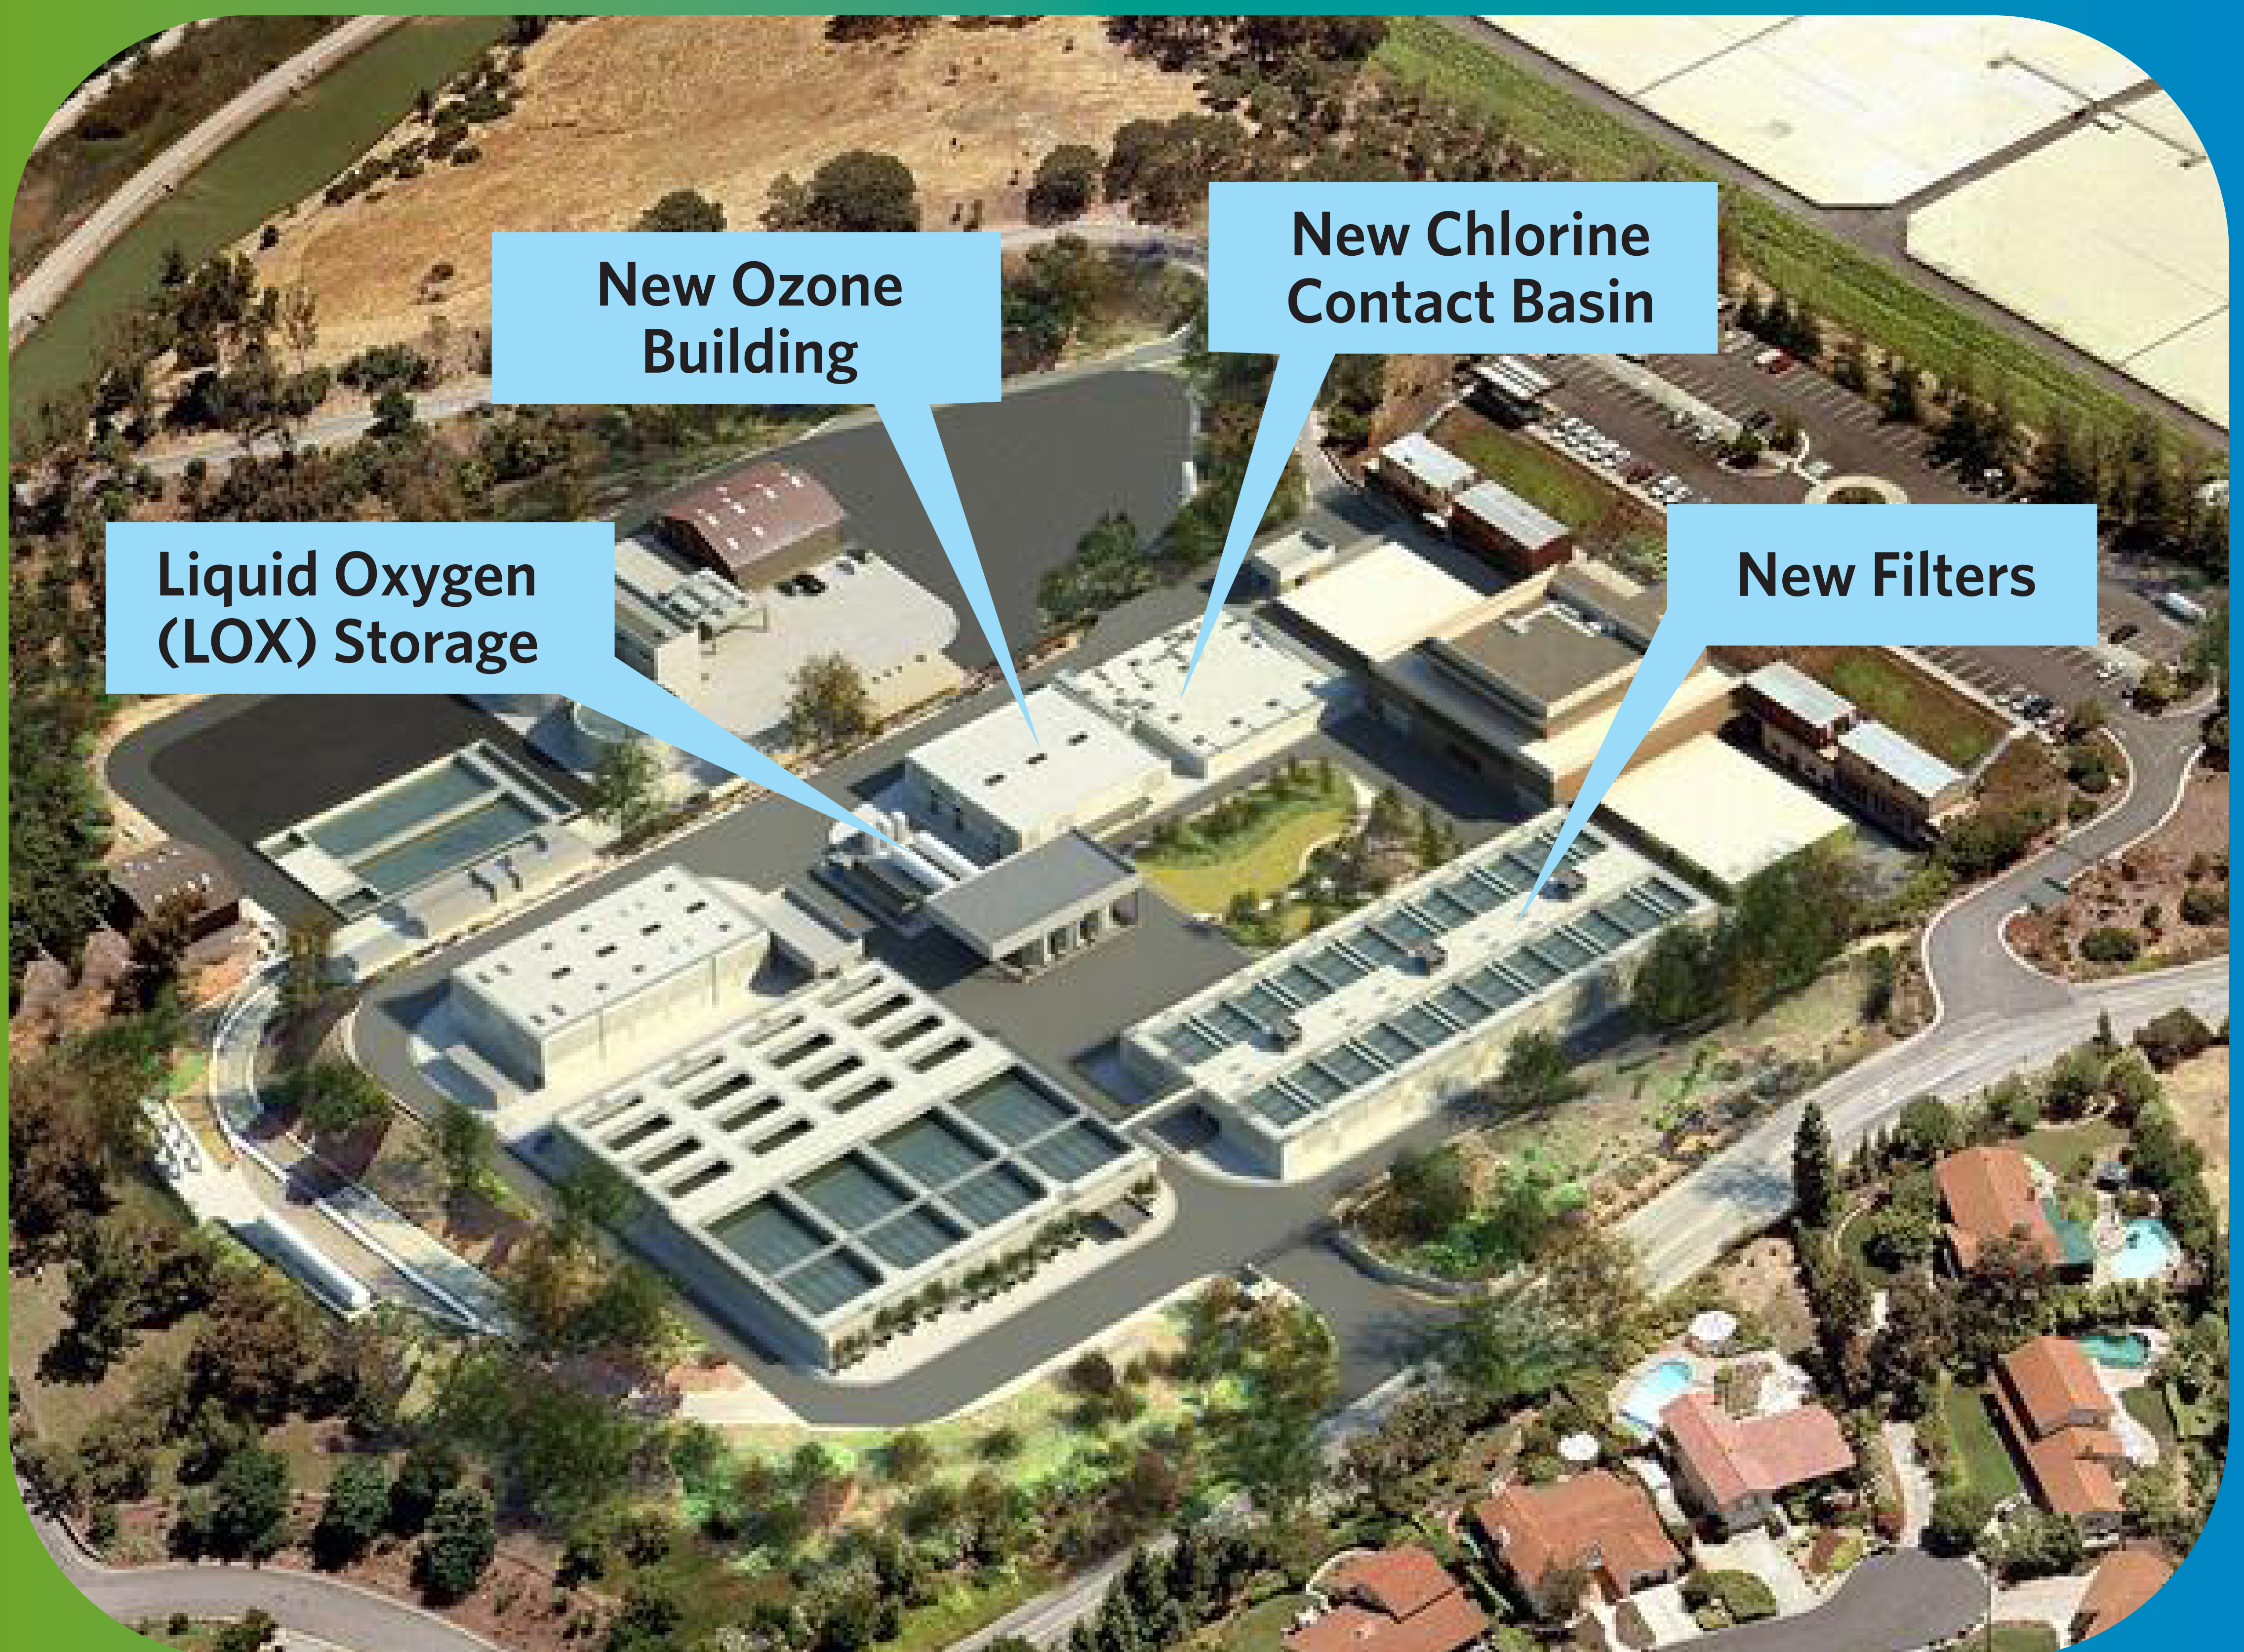 New Ozone
Building
New Chlorine
Contact Basin
Liquid Oxygen
(LOX) Storage
New Filters